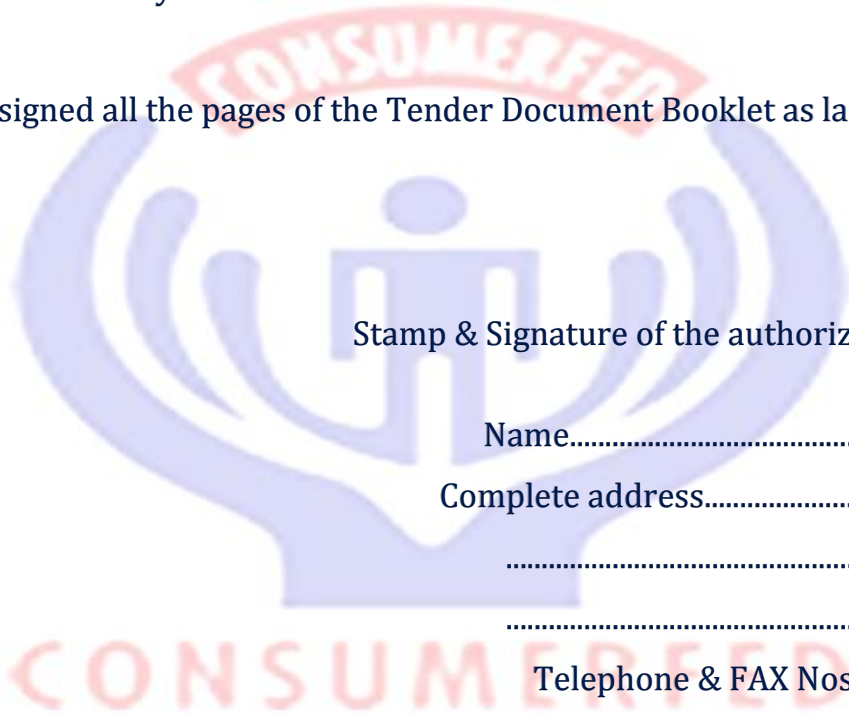 CONSUMERFED
signed all the pages of the Tender Document Booklet as la
Stamp & Signature of the authoriz
Name.......................................
Complete address.....................
................................................
................................................
Telephone & FAX Nos
CONSUMERFED